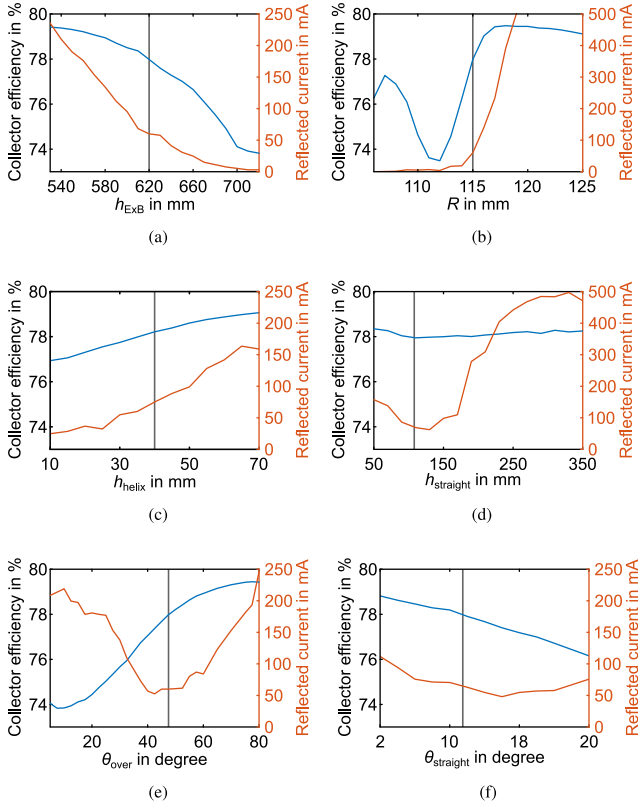 80
78
76
74
Collector efficiency in %
250
200
150
100
50
0
Reflected current in mA
540 580 620 660 700
h_ExB in mm
(a)
80
78
76
74
Collector efficiency in %
500
400
300
200
100
0
Reflected current in mA
110 115 120 125
R in mm
(b)
80
78
76
74
Collector efficiency in %
250
200
150
100
50
0
Reflected current in mA
10 30 50 70
h_helix in mm
(c)
80
78
76
74
Collector efficiency in %
500
400
300
200
100
0
Reflected current in mA
50 150 250 350
h_straight in mm
(d)
80
78
76
74
Collector efficiency in %
250
200
150
100
50
0
Reflected current in mA
20 40 60 80
θ_over in degree
(e)
80
78
76
74
Collector efficiency in %
250
200
150
100
50
0
Reflected current in mA
2 10 18 20
θ_straight in degree
(f)